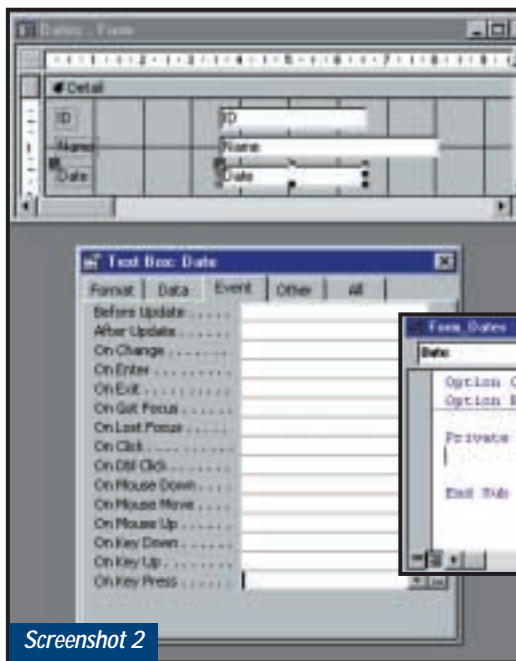 Dates : Form
Detail
ID ID
Name Name
Date Date
Text Box: Date
Format Data Event Other All
Before Update . . . . .
After Update . . . . .
On Change . . . . . . . .
On Enter . . . . . . . . . .
On Exit . . . . . . . . . . .
On Got Focus . . . . . .
On Lost Focus . . . . . .
On Click . . . . . . . . . . .
On Dbl Click . . . . . . .
On Mouse Down . . . .
On Mouse Move . . . .
On Mouse Up . . . . . . .
On Key Down . . . . . .
On Key Up . . . . . . . . .
On Key Press . . . . . .
Form_Dates
Date
Option
Option
Private
End Sub
Screenshot 2